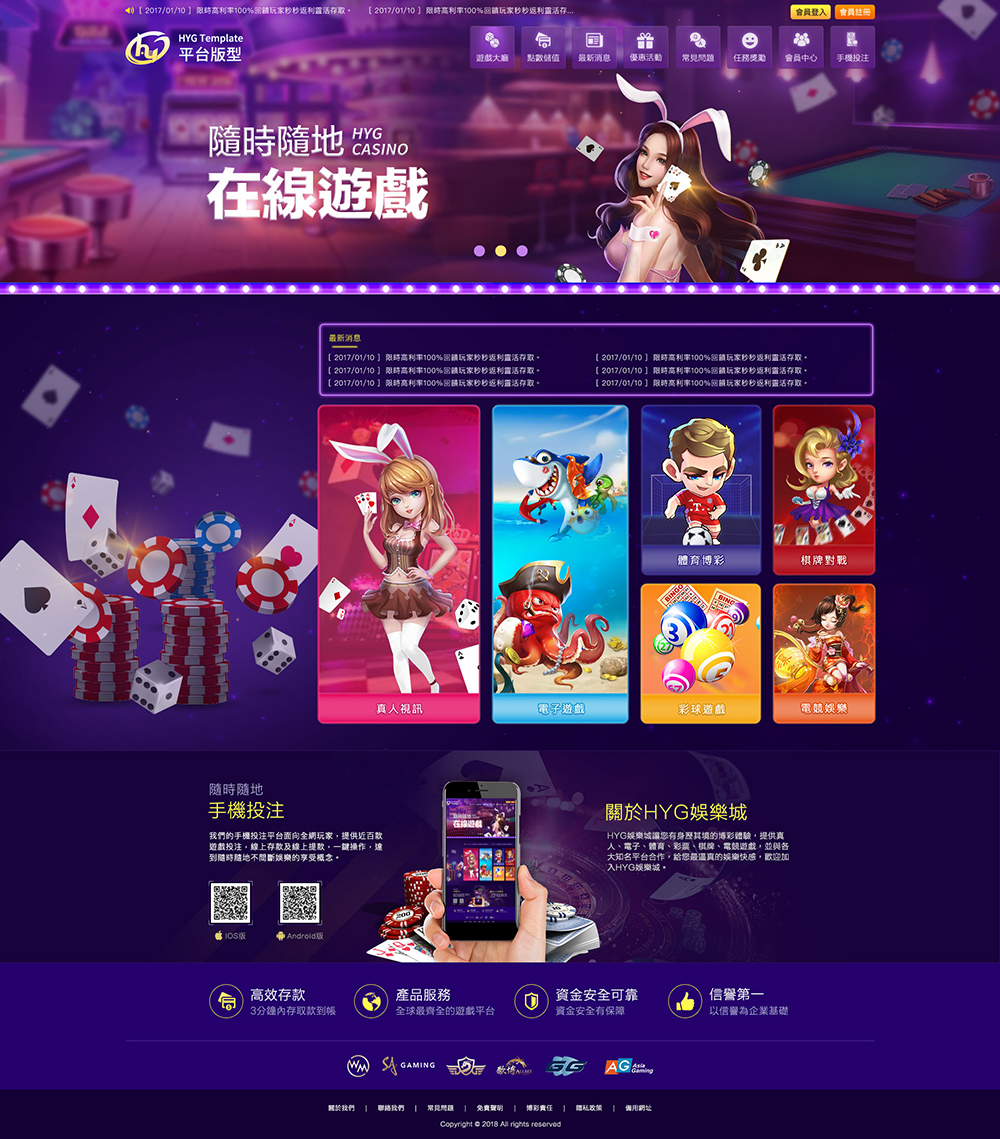 [ 2017/01/10 ] 限時高利率100%回饋玩家秒秒返利靈活存取。
[ 2017/01/10 ] 限時高利率100%回饋玩家秒秒返利靈活存...
會員登入
會員註冊
HYG Template
平台版型
遊戲大廳
點數儲值
最新消息
優惠活動
常見問題
任務獎勵
會員中心
手機投注
隨時隨地 HYG
CASINO
在線遊戲
最新消息
[ 2017/01/10 ] 限時高利率100%回饋玩家秒秒返利靈活存取。
[ 2017/01/10 ] 限時高利率100%回饋玩家秒秒返利靈活存取。
[ 2017/01/10 ] 限時高利率100%回饋玩家秒秒返利靈活存取。
[ 2017/01/10 ] 限時高利率100%回饋玩家秒秒返利靈活存取。
[ 2017/01/10 ] 限時高利率100%回饋玩家秒秒返利靈活存取。
[ 2017/01/10 ] 限時高利率100%回饋玩家秒秒返利靈活存取。
真人視訊
電子遊戲
體育博彩
棋牌對戰
BINGO
彩球遊戲
電競娛樂
隨時隨地
手機投注
我們的手機投注平台面向全網玩家，提供近百款
遊戲投注，線上存款及線上提款，一鍵操作，達
到隨時隨地不間斷娛樂的享受概念。
IOS版
Android版
在線遊戲
200
關於HYG娛樂城
HYG娛樂城讓您有身歷其境的博彩體驗，提供真
人、電子、體育、彩票、棋牌、電競遊戲，並與各
大知名平台合作，給您最逼真的娛樂快感，歡迎加
入HYG娛樂城。
高效存款
3分鐘內存取款到帳
產品服務
全球最齊全的遊戲平台
資金安全可靠
資金安全有保障
信譽第一
以信譽為企業基礎
WM
SA GAMING
歐博 ALLBET
AG Asia
Gaming
關於我們 | 聯絡我們 | 常見問題 | 免責聲明 | 博彩責任 | 隱私政策 | 備用網址
Copyright © 2018 All rights reserved